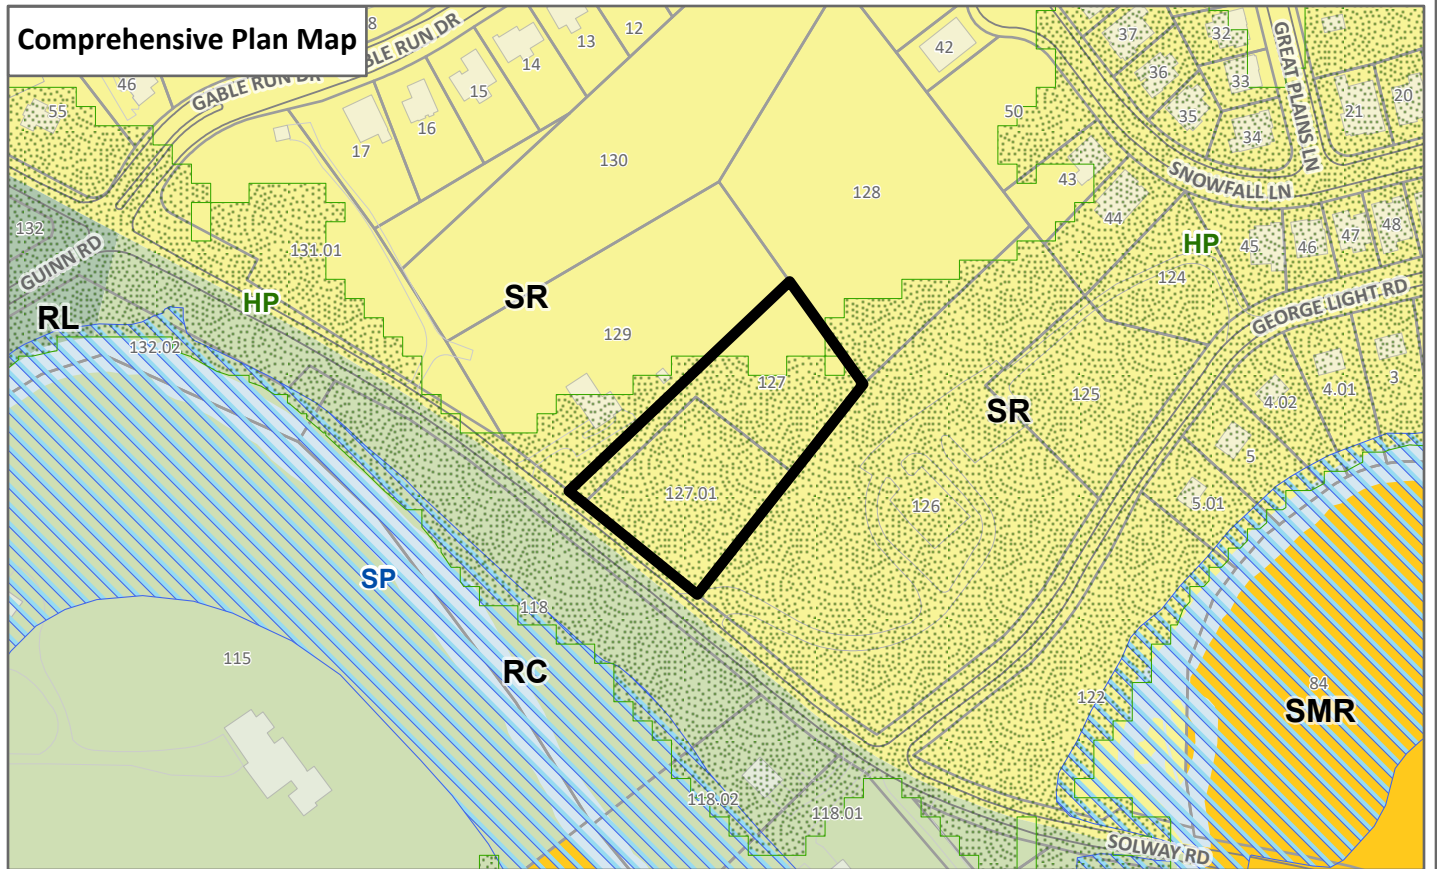 Comprehensive Plan Map
8
12
13
14
15
16
17
42
37
32
36
33
35
34
21
20
46
55
GABLE RUN DR
BLE RUN DR
GREAT PLAINS LN
SNOWFALL LN
50
43
44
130
128
132
GUINN RD
131.01
HP
RL
132.02
SR
129
HP
124
45
46
47
48
GEORGE LIGHT RD
127
SR
125
4.02
4.01
3
5
5.01
127.01
126
SP
118
RC
115
122
84
SMR
118.02
118.01
SOLWAY RD